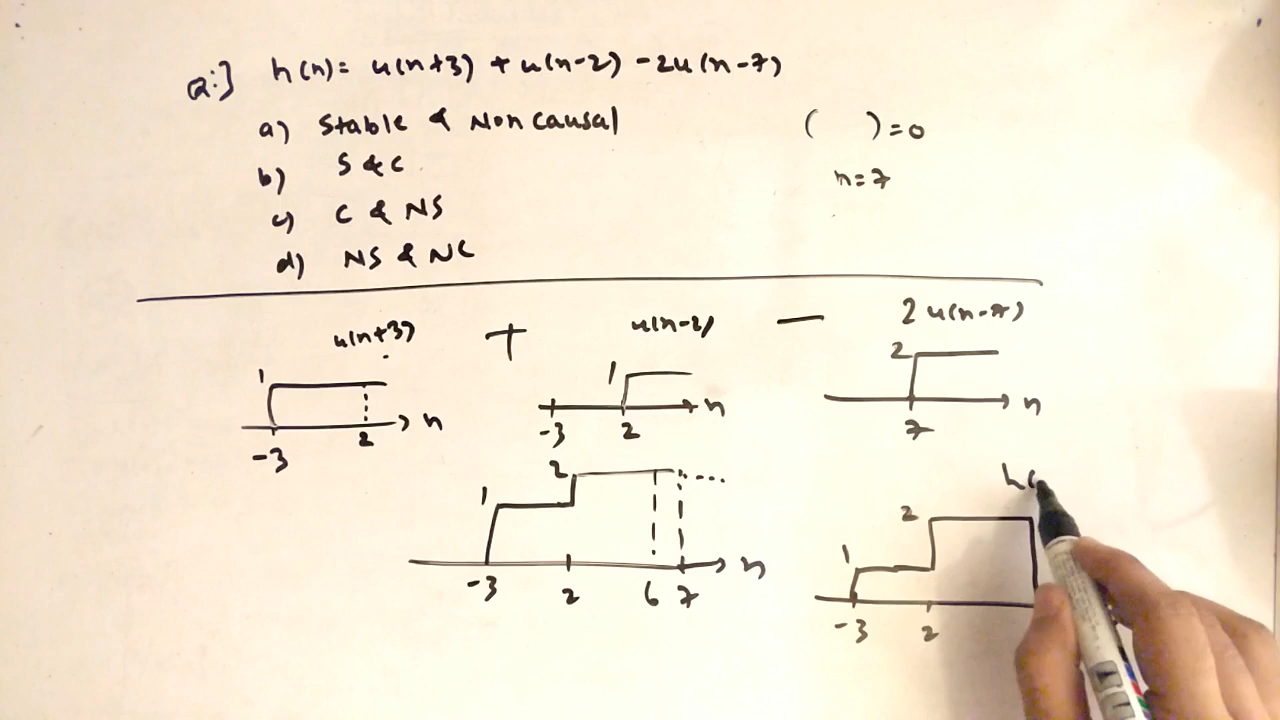 Q:] h(n)= u(n+3) + u(n-2) - 2u(n-7)
a) Stable & Non causal
b) S & C
c) C & NS
d) NS & NC
( ) = 0
n=7
u(n+3) + u(n-2) — 2u(n-7)
1
-3 2 n
1
-3 2 n
2
7 n
1 2 ....
-3 2 6 7 n
h(
1 2
-3 2